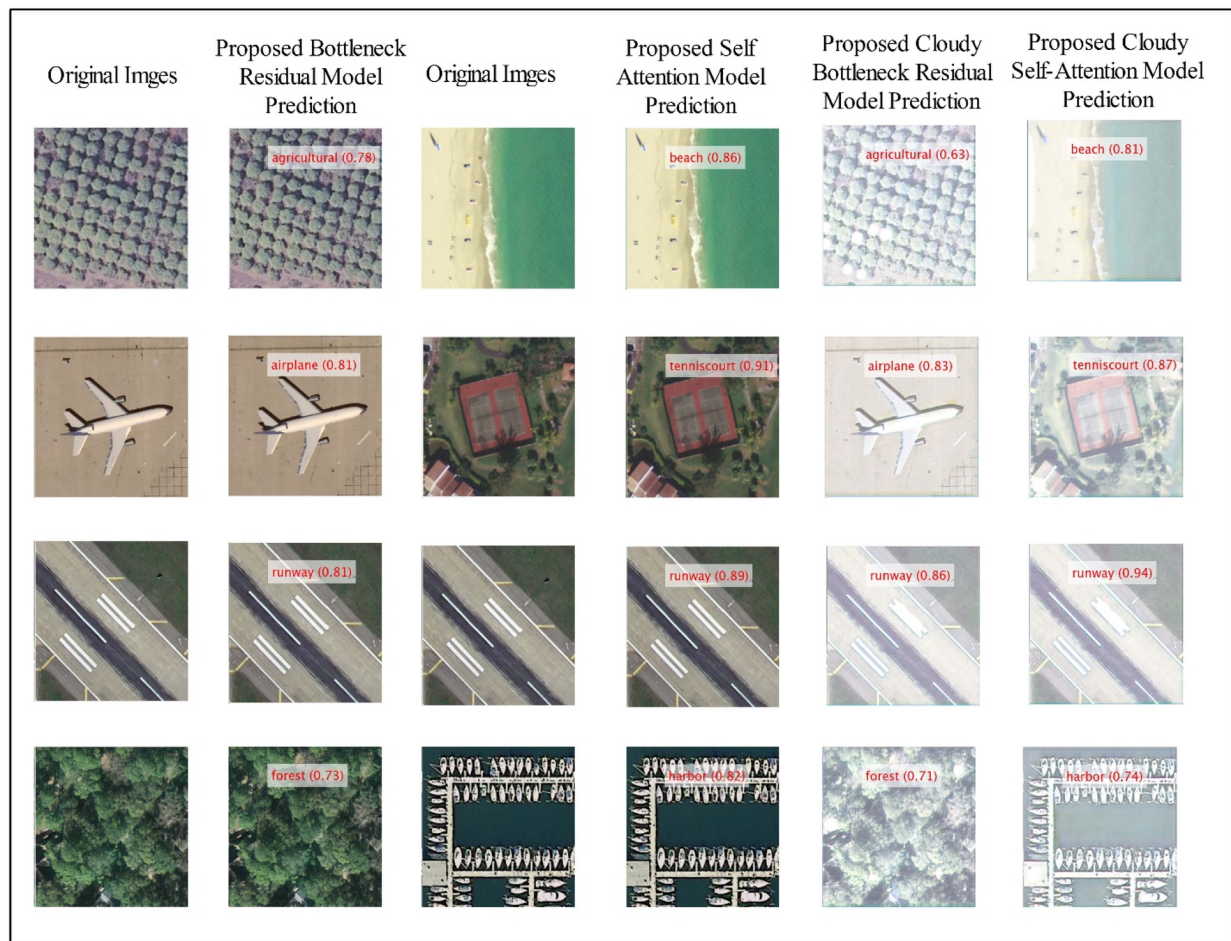 Original Imges
Proposed Bottleneck
Residual Model
Prediction
Original Imges
Proposed Self
Attention Model
Prediction
Proposed Cloudy
Bottleneck Residual
Model Prediction
Proposed Cloudy
Self-Attention Model
Prediction
agricultural (0.78)
beach (0.86)
agricultural (0.63)
beach (0.81)
airplane (0.81)
tenniscourt (0.91)
airplane (0.83)
tenniscourt (0.87)
runway (0.81)
runway (0.89)
runway (0.86)
runway (0.94)
forest (0.73)
harbor (0.82)
forest (0.71)
harbor (0.74)